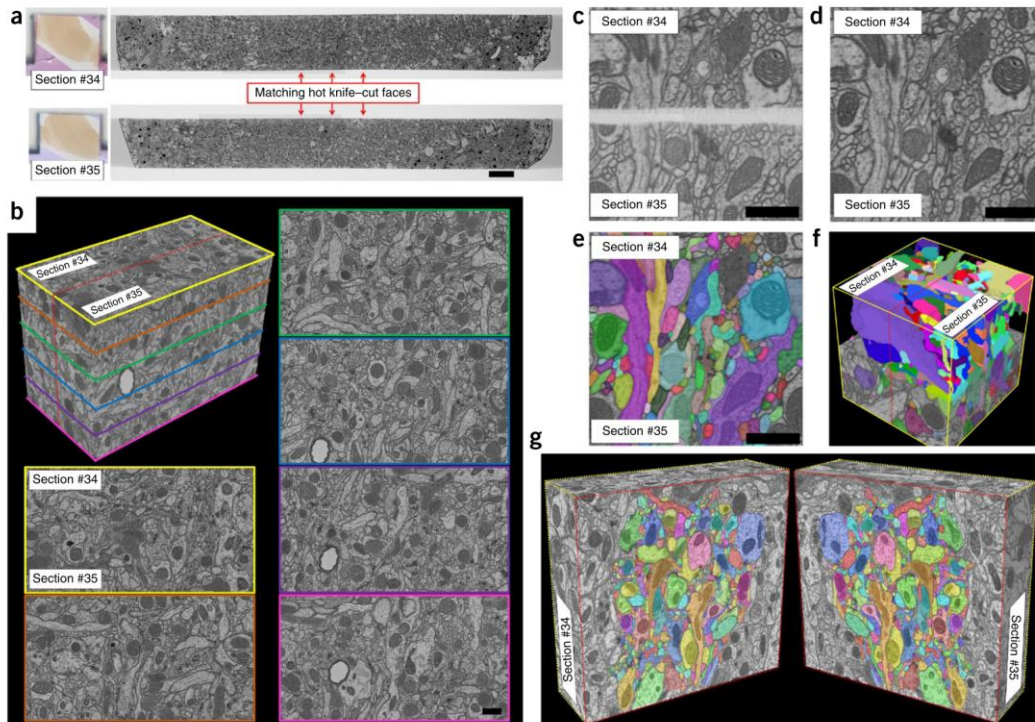 a
Section #34
Matching hot knife–cut faces
Section #35
b
Section #34
Section #35
Section #34
Section #35
c
Section #34
Section #35
d
Section #34
Section #35
e
Section #34
Section #35
f
Section #34
Section #35
g
Section #34
Section #35